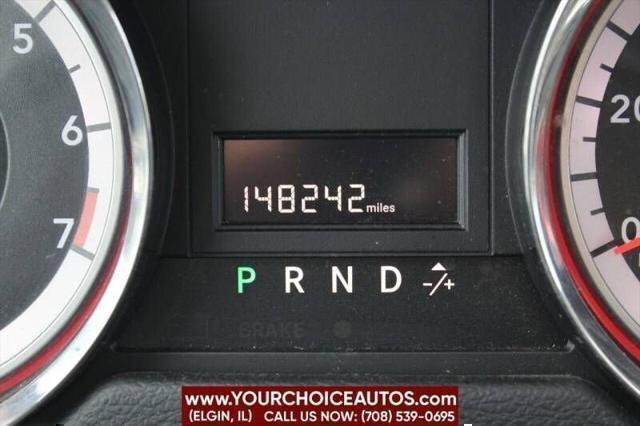 5
6
7
20
0
148242 miles
P R N D -/+
BRAKE
www.YOURCHOICEAUTOS.com
(ELGIN, IL) CALL US NOW: (708) 539-0695